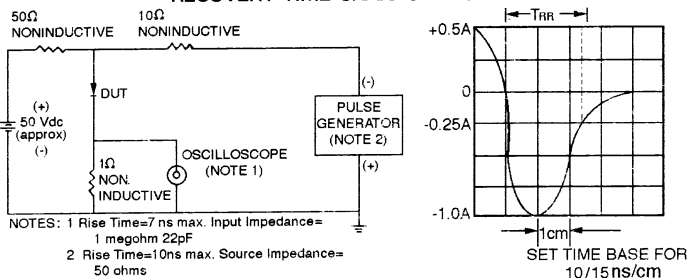 RECOVERY TIME CHARACTERISTIC
50Ω
NONINDUCTIVE
10Ω
NONINDUCTIVE
DUT
(+)
50 Vdc
(approx)
(-)
1Ω
NON.
INDUCTIVE
OSCILLOSCOPE
(NOTE 1)
(-)
PULSE
GENERATOR
(NOTE 2)
(+)
NOTES: 1 Rise Time=7 ns max. Input Impedance=
1 megohm 22pF
2 Rise Time=10ns max. Source Impedance=
50 ohms
TRR
+0.5A
0
-0.25A
-1.0A
1cm
SET TIME BASE FOR
10/15 ns/cm